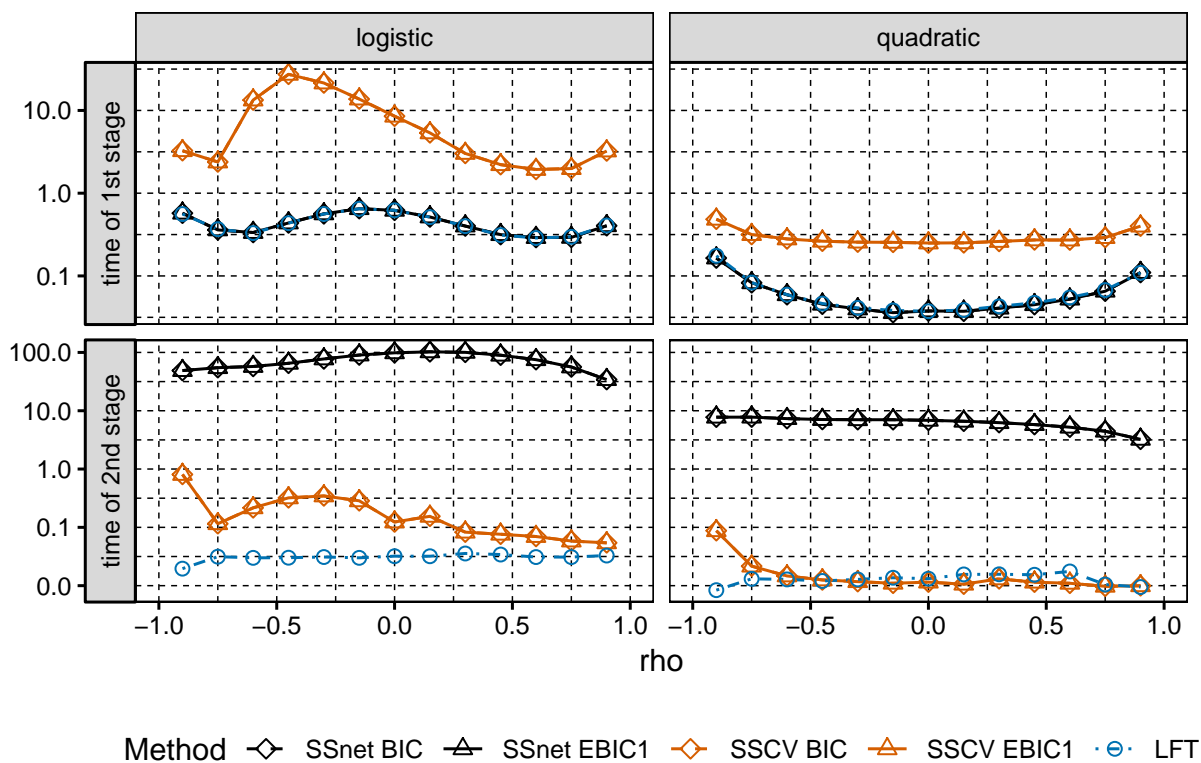 logistic quadratic
time of 1st stage
10.0
1.0
0.1
time of 2nd stage
100.0
10.0
1.0
0.1
0.0
−1.0 −0.5 0.0 0.5 1.0 −1.0 −0.5 0.0 0.5 1.0
rho
Method SSnet BIC SSnet EBIC1 SSCV BIC SSCV EBIC1 LFT